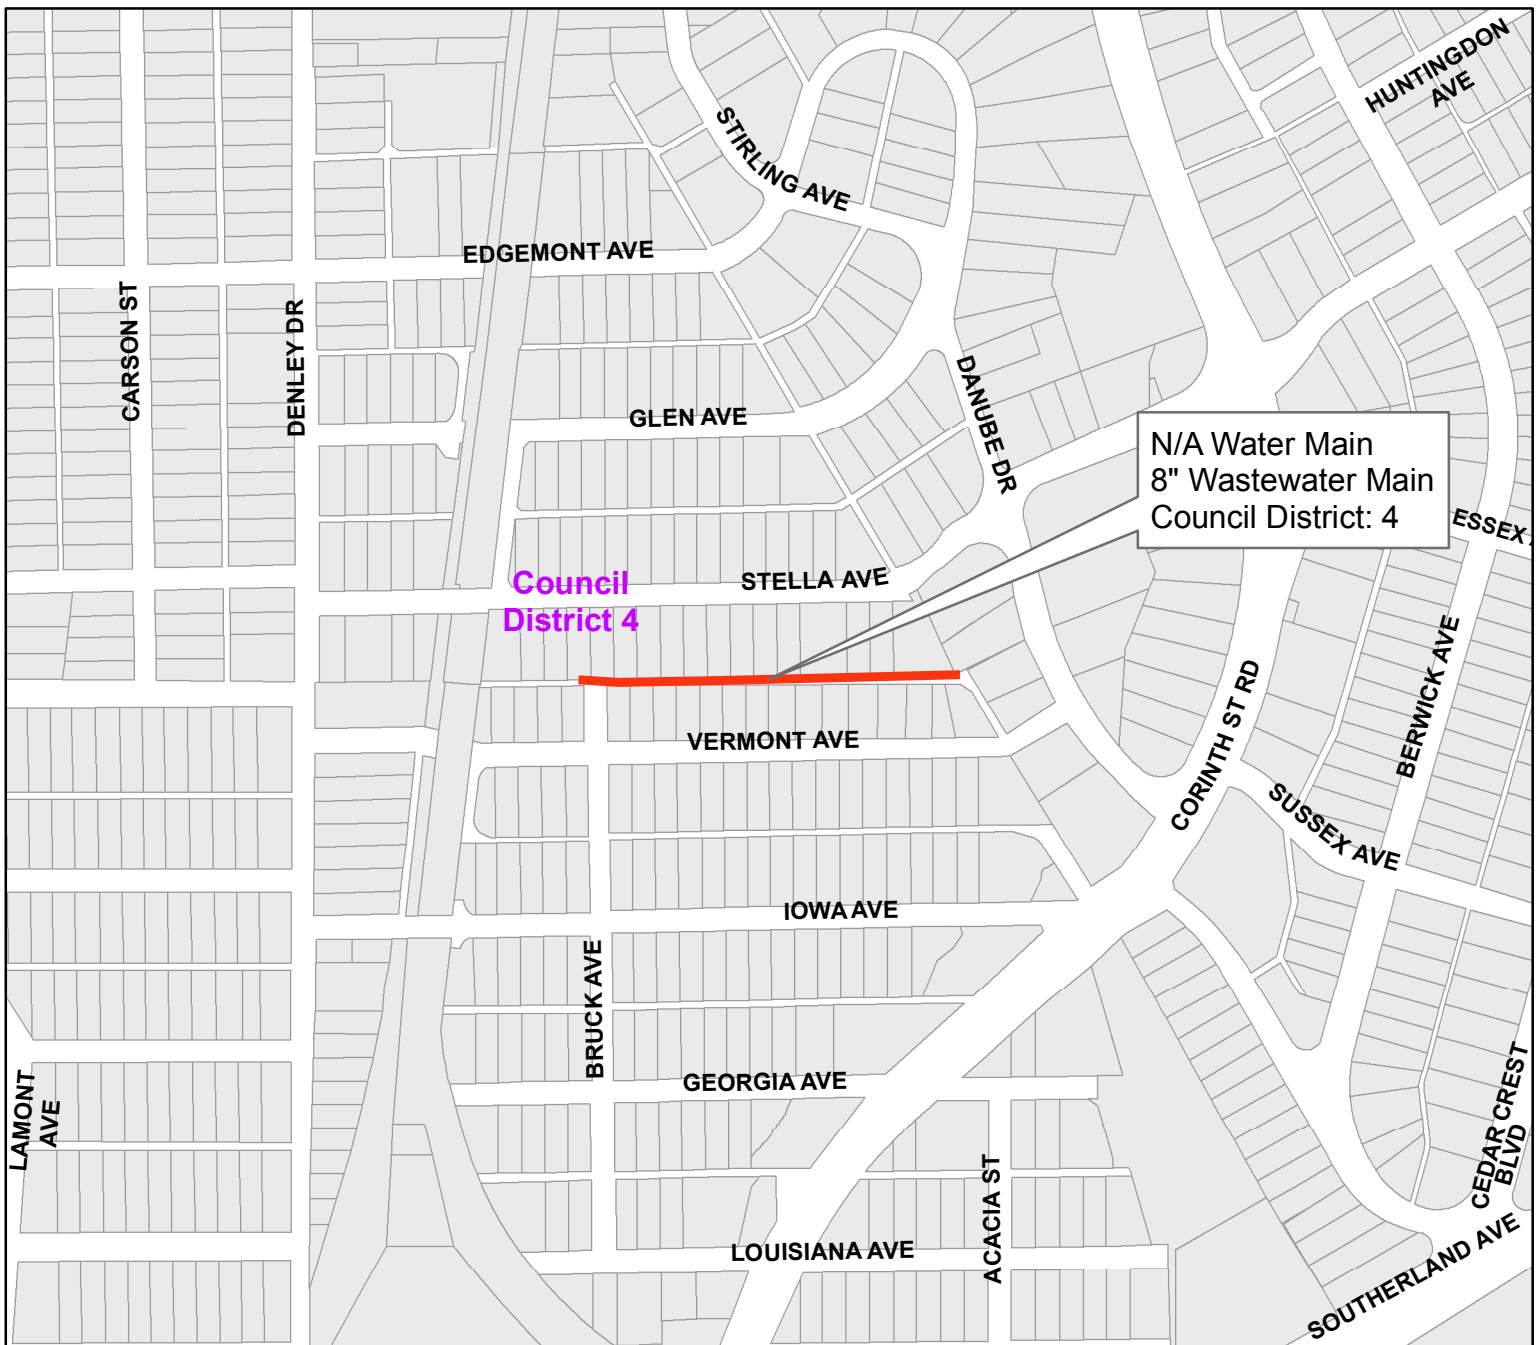 HUNTINGDON
AVE
STIRLING AVE
EDGEMONT AVE
CARSON ST
DENLEY DR
GLEN AVE
DANUBE DR
N/A Water Main
8" Wastewater Main
Council District: 4
ESSEX A
STELLA AVE
Council
District 4
BERWICK AVE
CORINTH ST RD
VERMONT AVE
SUSSEX AVE
IOWA AVE
BRUCK AVE
GEORGIA AVE
LAMONT
AVE
CEDAR CREST
BLVD
ACACIA ST
LOUISIANA AVE
SOUTHERLAND AVE